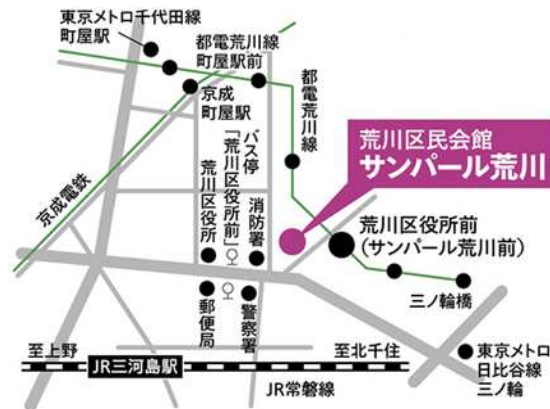 東京メトロ千代田線
町屋駅
都電荒川線
町屋駅前
京成
町屋駅
都電荒川線
荒川区民会館
サンパール荒川
京成電鉄
荒川区役所
バス停
「荒川区役所前」
消防署
荒川区役所前
(サンパール荒川前)
三ノ輪橋
郵便局
警察署
至上野
JR三河島駅
至北千住
JR常磐線
東京メトロ
日比谷線
三ノ輪